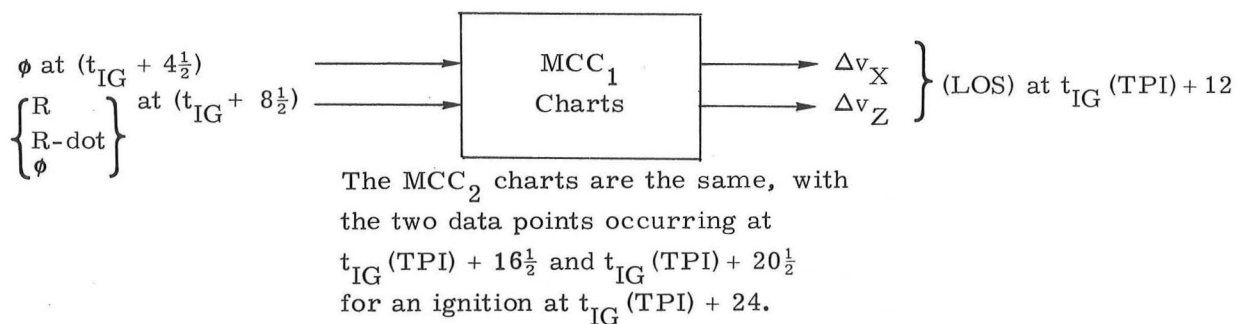 ϕ at (t_IG + 4½)
{R
R-dot
ϕ} at (t_IG + 8½)
MCC₁
Charts
Δv_X
Δv_Z
} (LOS) at t_IG (TPI) + 12
The MCC₂ charts are the same, with
the two data points occurring at
t_IG (TPI) + 16½ and t_IG (TPI) + 20½
for an ignition at t_IG (TPI) + 24.